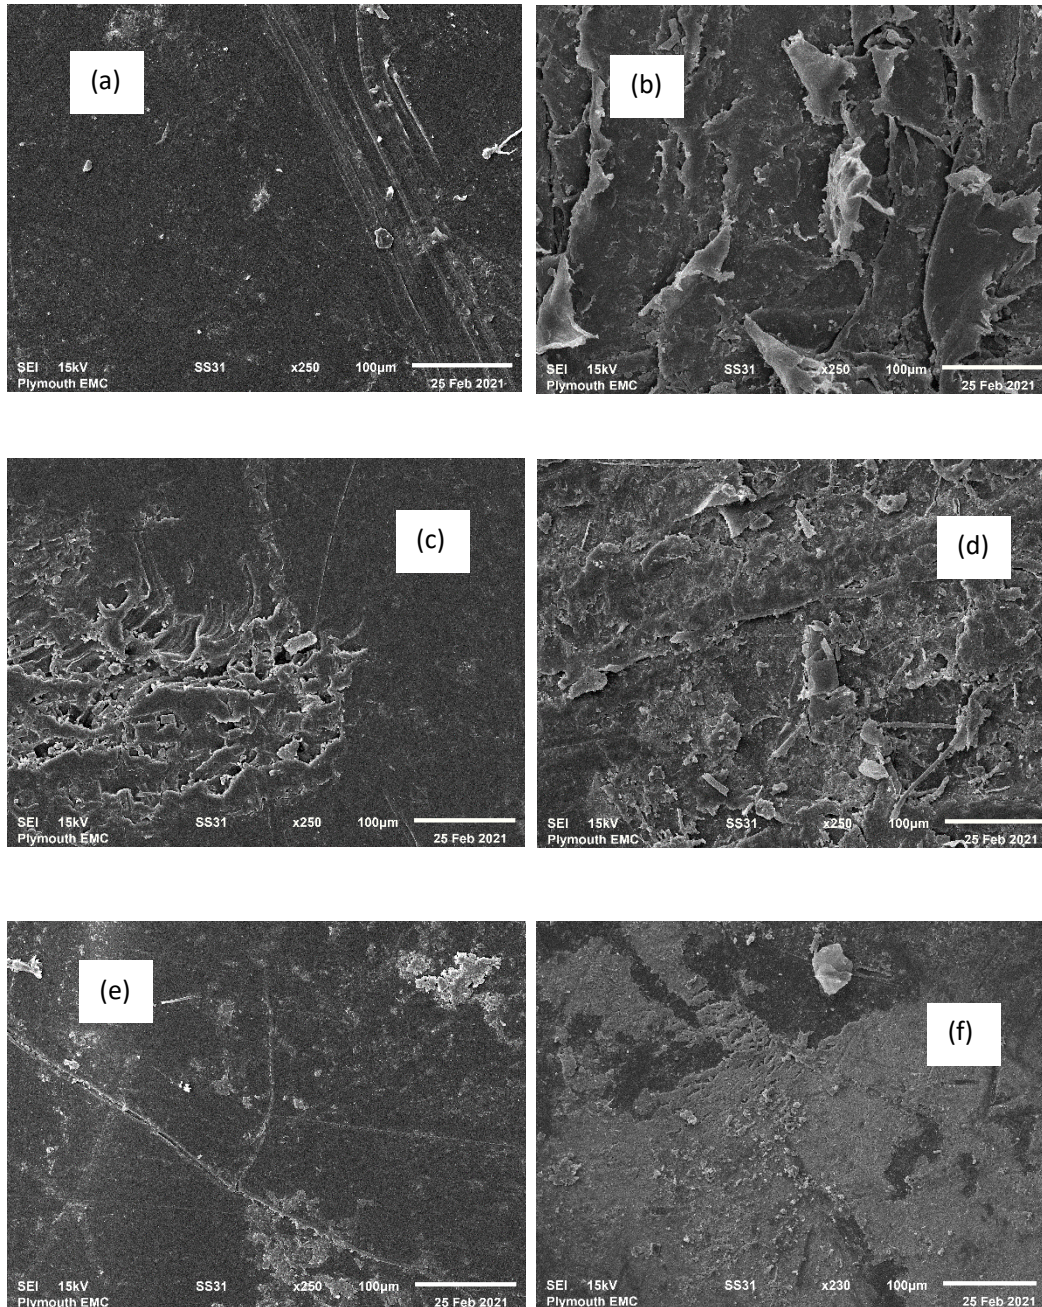 (a)
SEI 15kV SS31 x250 100µm
Plymouth EMC 25 Feb 2021
(b)
SEI 15kV SS31 x250 100µm
Plymouth EMC 25 Feb 2021
(c)
SEI 15kV SS31 x250 100µm
Plymouth EMC 25 Feb 2021
(d)
SEI 15kV SS31 x250 100µm
Plymouth EMC 25 Feb 2021
(e)
SEI 15kV SS31 x250 100µm
Plymouth EMC 25 Feb 2021
(f)
SEI 15kV SS31 x230 100µm
Plymouth EMC 25 Feb 2021